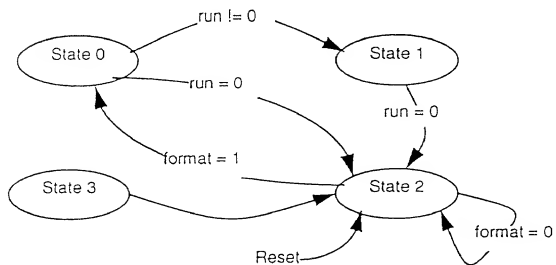 run != 0
State 0
State 1
run = 0
run = 0
format = 1
State 3
State 2
format = 0
Reset